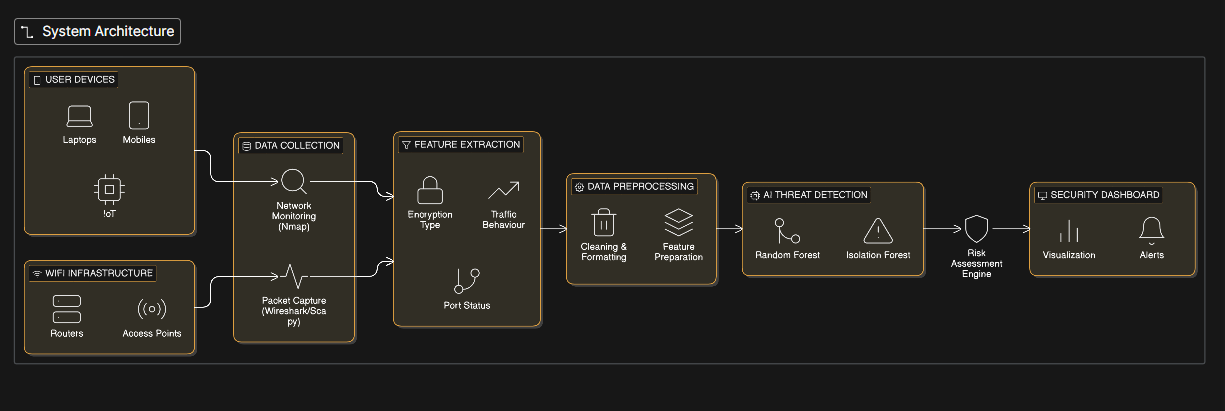 System Architecture
USER DEVICES
Laptops
Mobiles
!oT
WIFI INFRASTRUCTURE
Routers
Access Points
DATA COLLECTION
Network
Monitoring
(Nmap)
Packet Capture
(Wireshark/Sca
py)
FEATURE EXTRACTION
Encryption
Type
Traffic
Behaviour
Port Status
DATA PREPROCESSING
Cleaning &
Formatting
Feature
Preparation
AI THREAT DETECTION
Random Forest
Isolation Forest
Risk
Assessment
Engine
SECURITY DASHBOARD
Visualization
Alerts